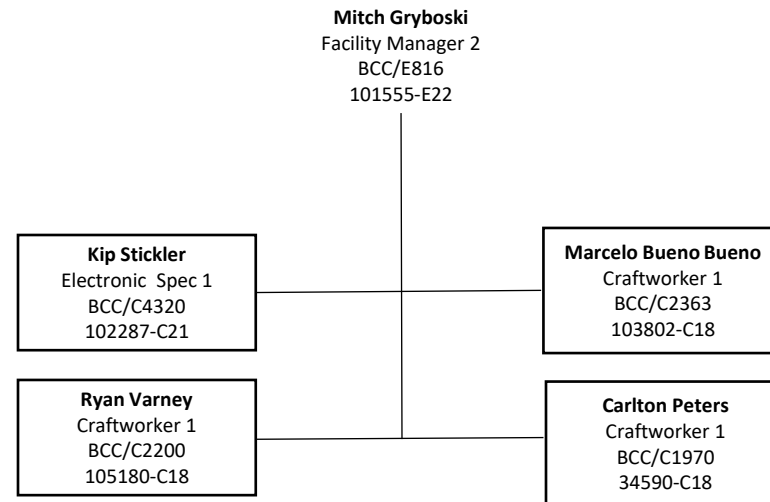 Mitch Gryboski
Facility Manager 2
BCC/E816
101555-E22
Kip Stickler
Electronic Spec 1
BCC/C4320
102287-C21
Marcelo Bueno Bueno
Craftworker 1
BCC/C2363
103802-C18
Ryan Varney
Craftworker 1
BCC/C2200
105180-C18
Carlton Peters
Craftworker 1
BCC/C1970
34590-C18